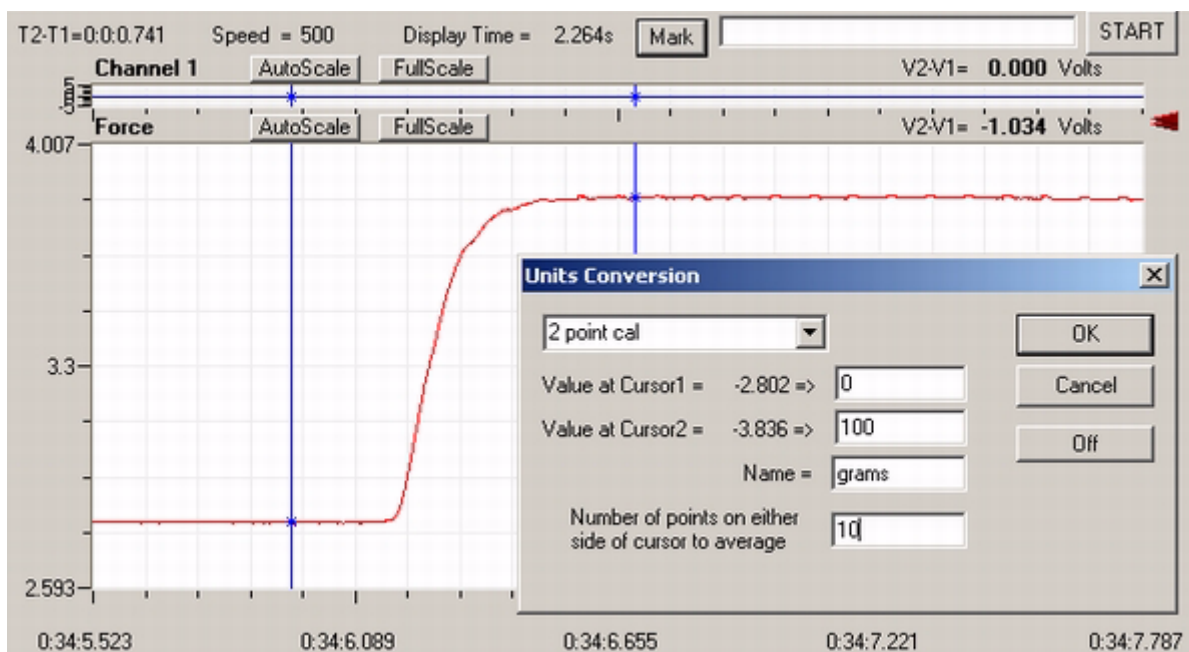 T2-T1=0:0:0.741 Speed = 500 Display Time = 2.264s Mark START
Channel 1 AutoScale FullScale V2-V1= 0.000 Volts
5
-5
Force AutoScale FullScale V2-V1= -1.034 Volts
4.007
3.3
2.593
Units Conversion
2 point cal OK
Value at Cursor1 = -2.802 => 0 Cancel
Value at Cursor2 = -3.836 => 100 Off
Name = grams
Number of points on either
side of cursor to average 10
0:34:5.523 0:34:6.089 0:34:6.655 0:34:7.221 0:34:7.787